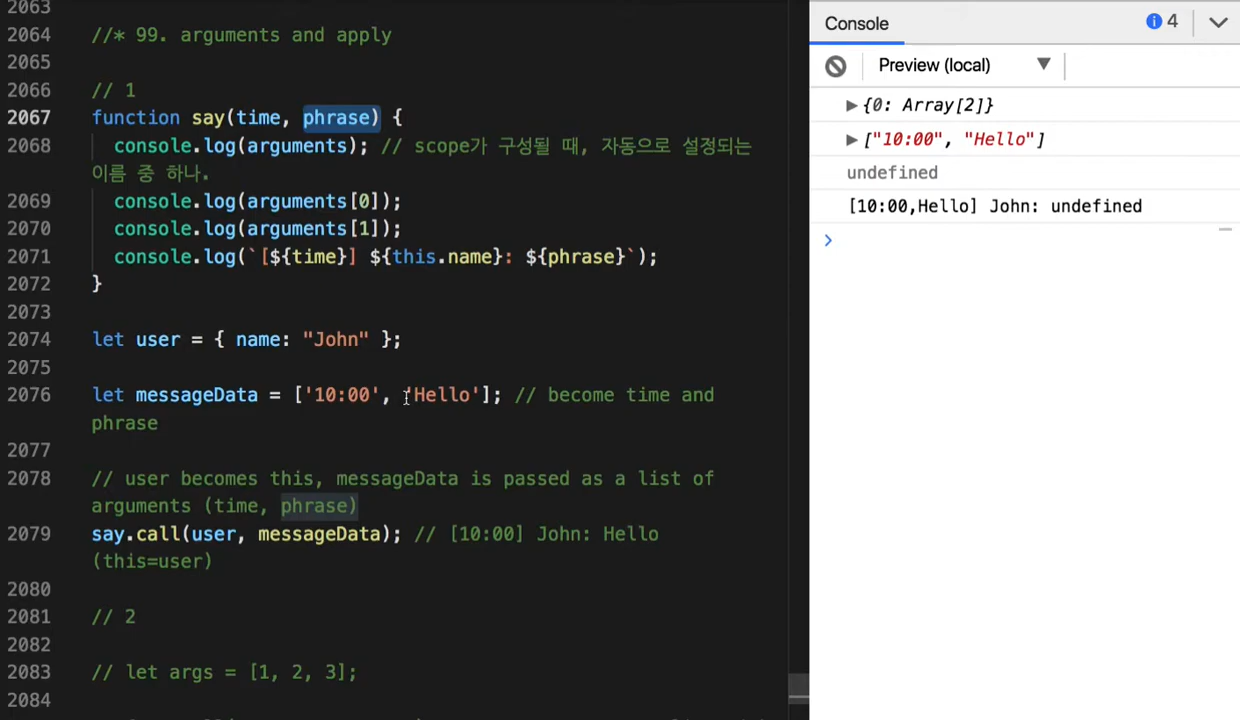 2063
2064 //* 99. arguments and apply
2065
2066 // 1
2067 function say(time, phrase) {
2068 console.log(arguments); // scope가 구성될 때, 자동으로 설정되는
이름 중 하나.
2069 console.log(arguments[0]);
2070 console.log(arguments[1]);
2071 console.log(`[${time}] ${this.name}: ${phrase}`);
2072 }
2073
2074 let user = { name: "John" };
2075
2076 let messageData = ['10:00', 'Hello']; // become time and
phrase
2077
2078 // user becomes this, messageData is passed as a list of
arguments (time, phrase)
2079 say.call(user, messageData); // [10:00] John: Hello
(this=user)
2080
2081 // 2
2082
2083 // let args = [1, 2, 3];
2084
Console
4
Preview (local)
{0: Array[2]}
["10:00", "Hello"]
undefined
[10:00,Hello] John: undefined